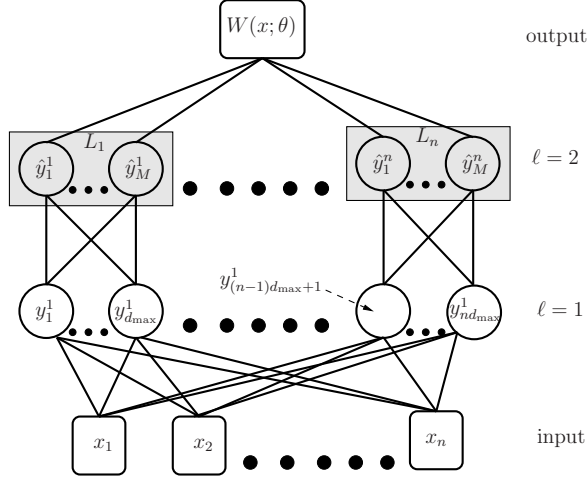 W(x; θ) output
L_1 L_n
ŷ^1_1 ŷ^1_M ŷ^n_1 ŷ^n_M ℓ = 2
y^1_{(n−1)d_max+1}
y^1_1 y^1_{d_max} y^1_{nd_max} ℓ = 1
x_1 x_2 x_n input